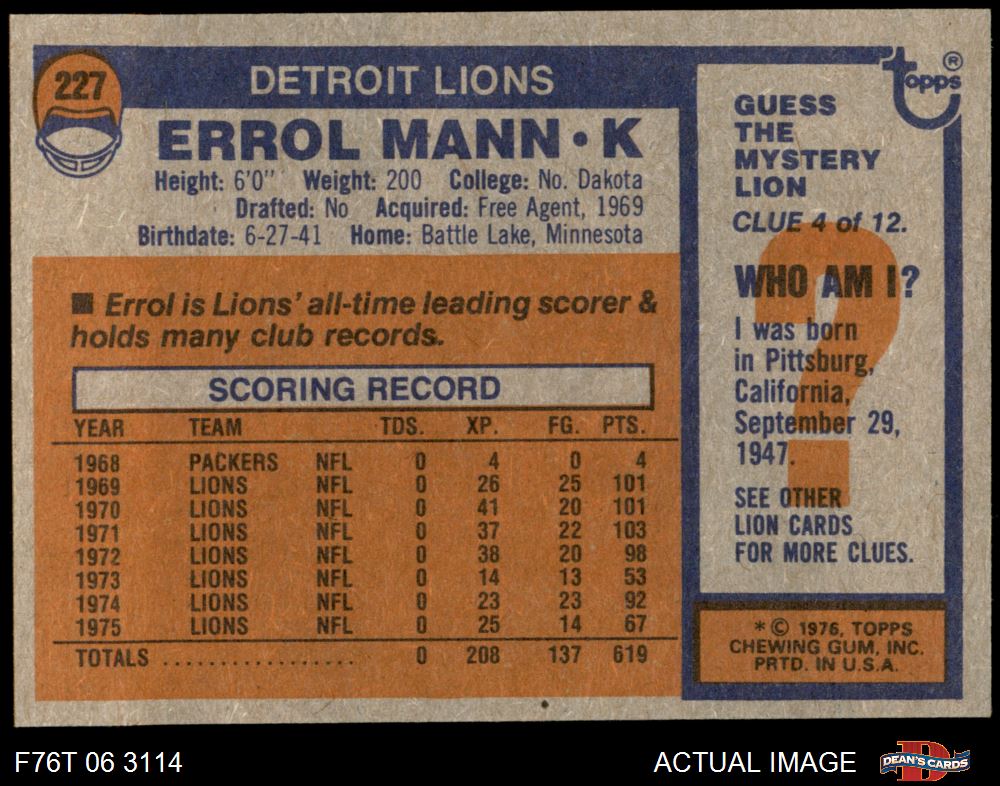 227
DETROIT LIONS
ERROL MANN • K
Height: 6'0" Weight: 200 College: No. Dakota
Drafted: No Acquired: Free Agent, 1969
Birthdate: 6-27-41 Home: Battle Lake, Minnesota
■ Errol is Lions' all-time leading scorer &
holds many club records.
SCORING RECORD
YEAR TEAM TDS. XP. FG. PTS.
1968 PACKERS NFL 0 4 0 4
1969 LIONS NFL 0 26 25 101
1970 LIONS NFL 0 41 20 101
1971 LIONS NFL 0 37 22 103
1972 LIONS NFL 0 38 20 98
1973 LIONS NFL 0 14 13 53
1974 LIONS NFL 0 23 23 92
1975 LIONS NFL 0 25 14 67
TOTALS .................. 0 208 137 619
topps ®
GUESS
THE
MYSTERY
LION
CLUE 4 of 12.
?
WHO AM I?
I was born
in Pittsburg,
California,
September 29,
1947.
SEE OTHER
LION CARDS
FOR MORE CLUES.
* © 1976, TOPPS
CHEWING GUM, INC.
PRTD. IN U.S.A.
F76T 06 3114
ACTUAL IMAGE
D
DEAN'S CARDS